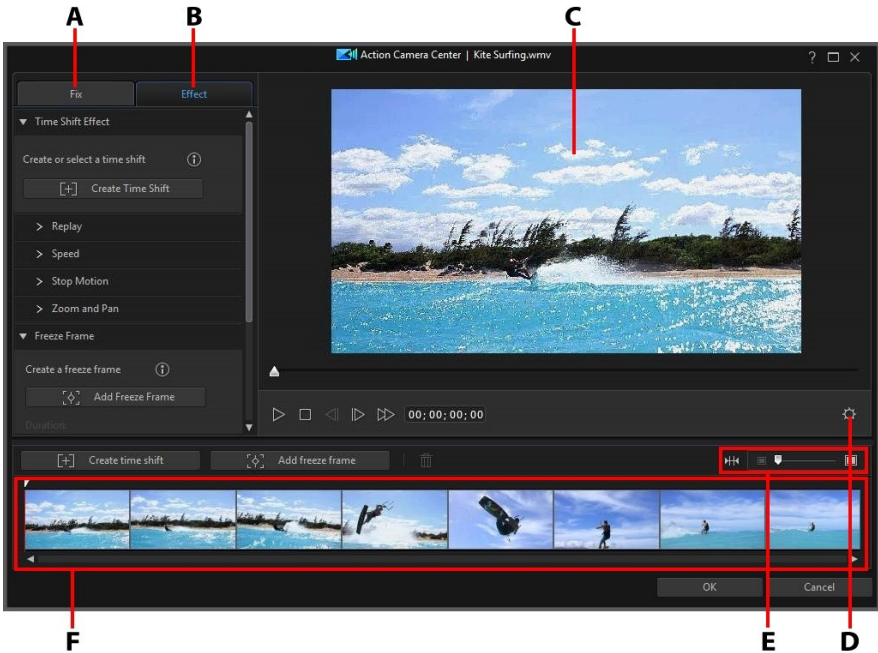 A
B
C
Action Camera Center | Kite Surfing.wmv
?
Fix
Effect
Time Shift Effect
Create or select a time shift
Create Time Shift
Replay
Speed
Stop Motion
Zoom and Pan
Freeze Frame
Create a freeze frame
Add Freeze Frame
Duration:
00;00;00;00
Create time shift
Add freeze frame
OK
Cancel
F
E
D